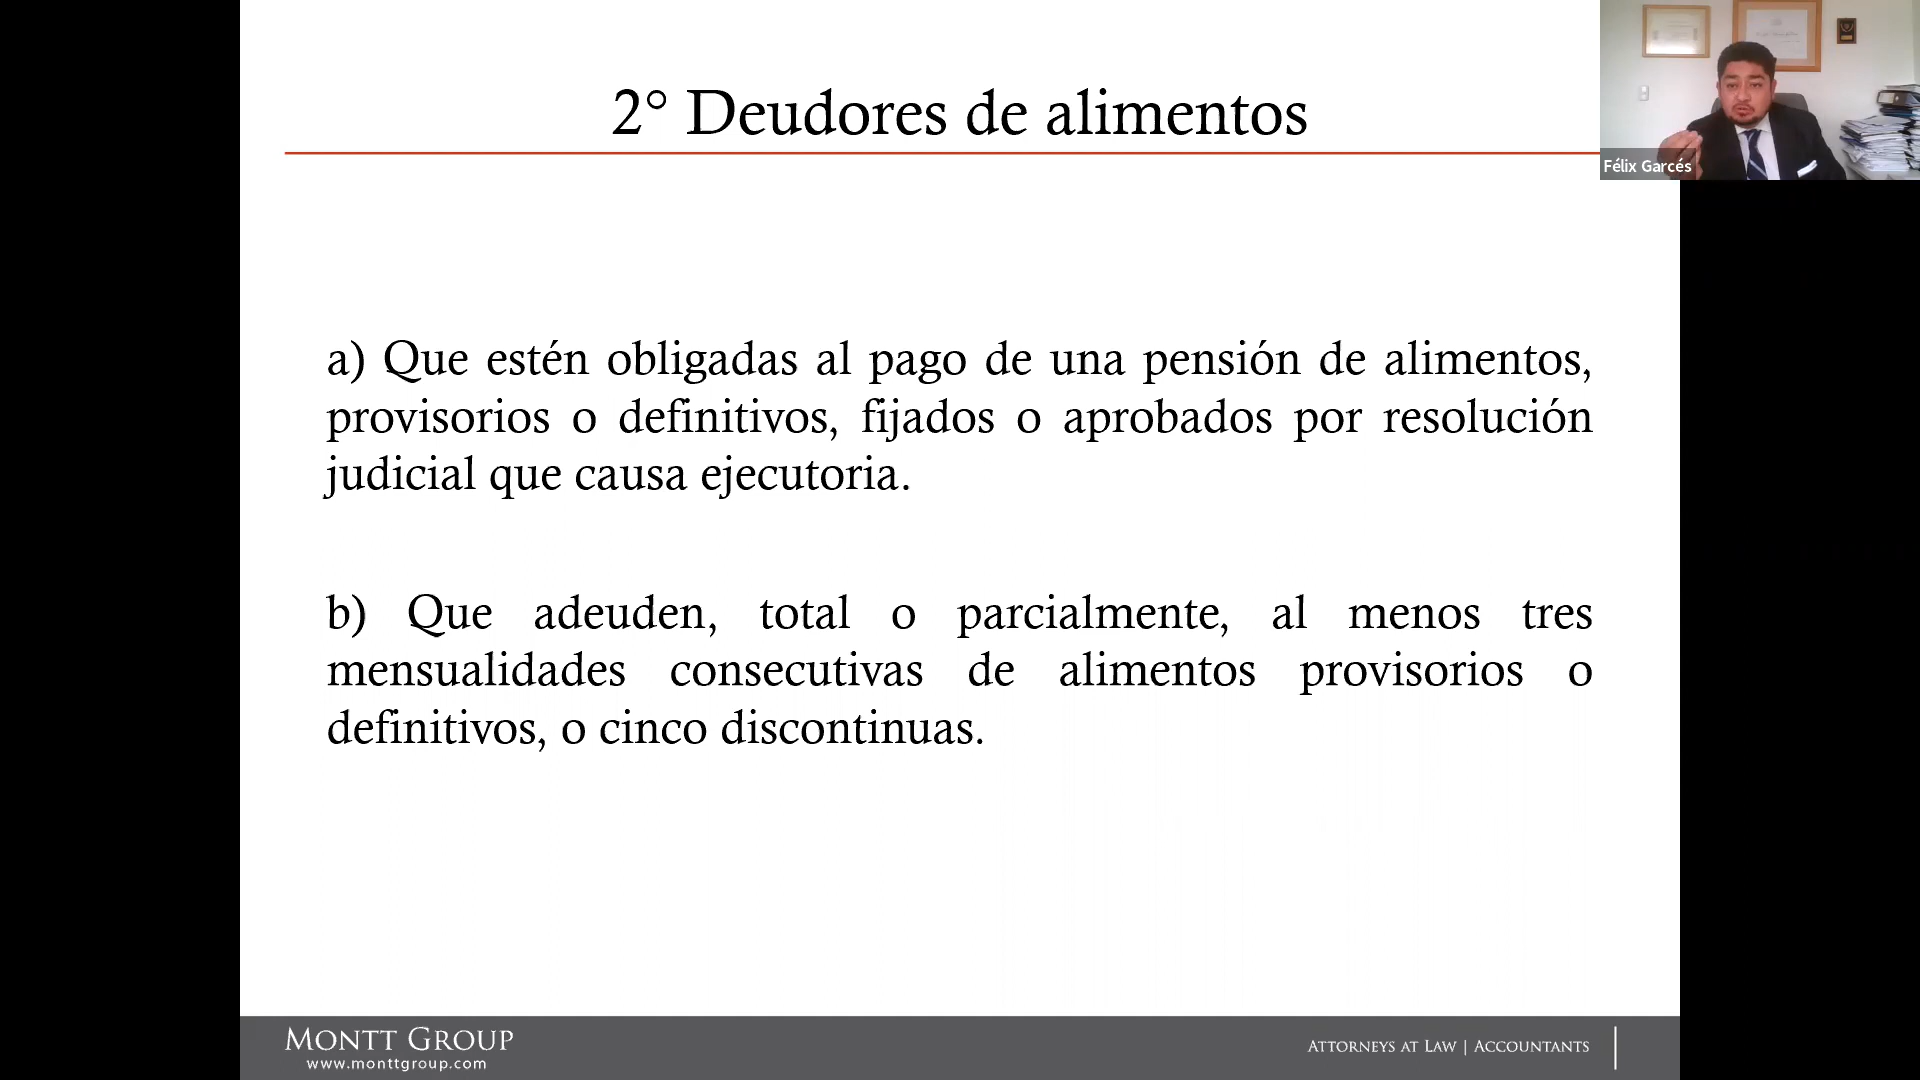 2° Deudores de alimentos
Félix Garcés
a) Que estén obligadas al pago de una pensión de alimentos,
provisorios o definitivos, fijados o aprobados por resolución
judicial que causa ejecutoria.
b) Que adeuden, total o parcialmente, al menos tres
mensualidades consecutivas de alimentos provisorios o
definitivos, o cinco discontinuas.
MONTT GROUP
www.monttgroup.com
ATTORNEYS AT LAW | ACCOUNTANTS